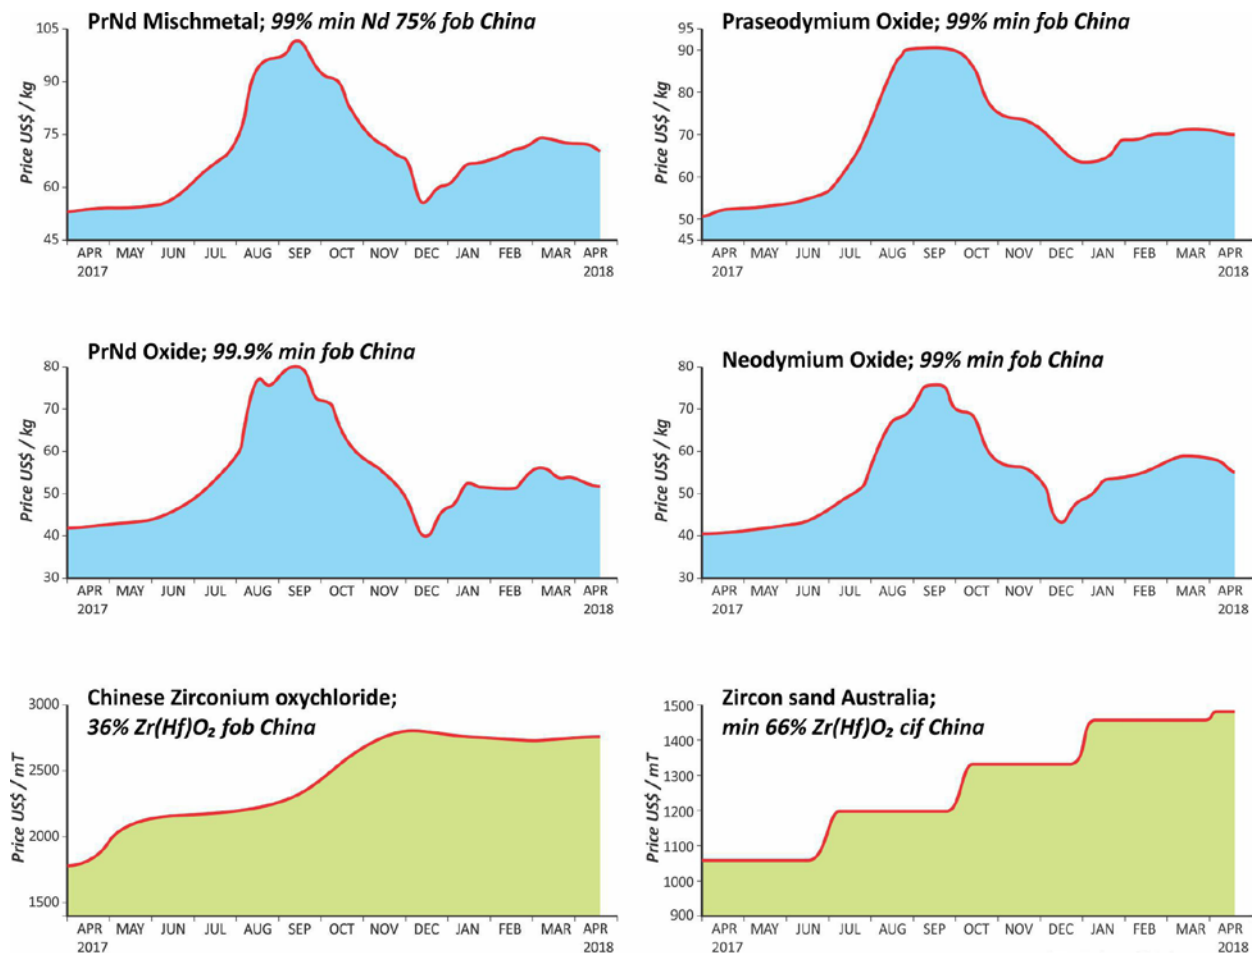 PrNd Mischmetal; 99% min Nd 75% fob China
Price US$ / kg
105
90
75
60
45
APR MAY JUN JUL AUG SEP OCT NOV DEC JAN FEB MAR APR
2017 2018
Praseodymium Oxide; 99% min fob China
Price US$ / kg
95
90
80
70
60
50
45
APR MAY JUN JUL AUG SEP OCT NOV DEC JAN FEB MAR APR
2017 2018
PrNd Oxide; 99.9% min fob China
Price US$ / kg
80
70
60
50
40
30
APR MAY JUN JUL AUG SEP OCT NOV DEC JAN FEB MAR APR
2017 2018
Neodymium Oxide; 99% min fob China
Price US$ / kg
80
70
60
50
40
30
APR MAY JUN JUL AUG SEP OCT NOV DEC JAN FEB MAR APR
2017 2018
Chinese Zirconium oxychloride;
36% Zr(Hf)O₂ fob China
Price US$ / mT
3000
2500
2000
1500
APR MAY JUN JUL AUG SEP OCT NOV DEC JAN FEB MAR APR
2017 2018
Zircon sand Australia;
min 66% Zr(Hf)O₂ cif China
Price US$ / mT
1500
1400
1300
1200
1100
1000
900
APR MAY JUN JUL AUG SEP OCT NOV DEC JAN FEB MAR APR
2017 2018